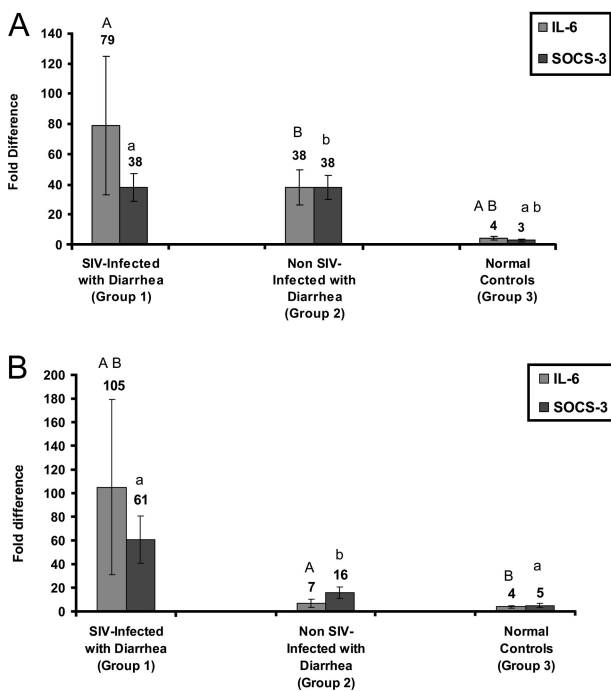 A
IL-6
SOCS-3
Fold Difference
140
120
100
80
60
40
20
0
A
79
a
38
B
38
b
38
A B
4
a b
3
SIV-Infected
with Diarrhea
(Group 1)
Non SIV-
Infected with
Diarrhea
(Group 2)
Normal
Controls
(Group 3)
B
IL-6
SOCS-3
Fold difference
200
180
160
140
120
100
80
60
40
20
0
A B
105
a
61
A
7
b
16
B
4
a
5
SIV-Infected
with Diarrhea
(Group 1)
Non SIV-
Infected with
Diarrhea
(Group 2)
Normal
Controls
(Group 3)